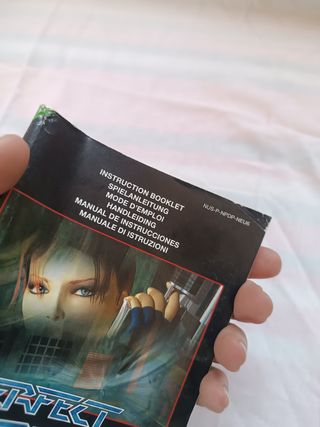 INSTRUCTION BOOKLET
SPIELANLEITUNG
MODE D'EMPLOI
HANDLEIDING
MANUAL DE INSTRUCCIONES
MANUALE DI ISTRUZIONI
NUS-P-NPDP-NEU6